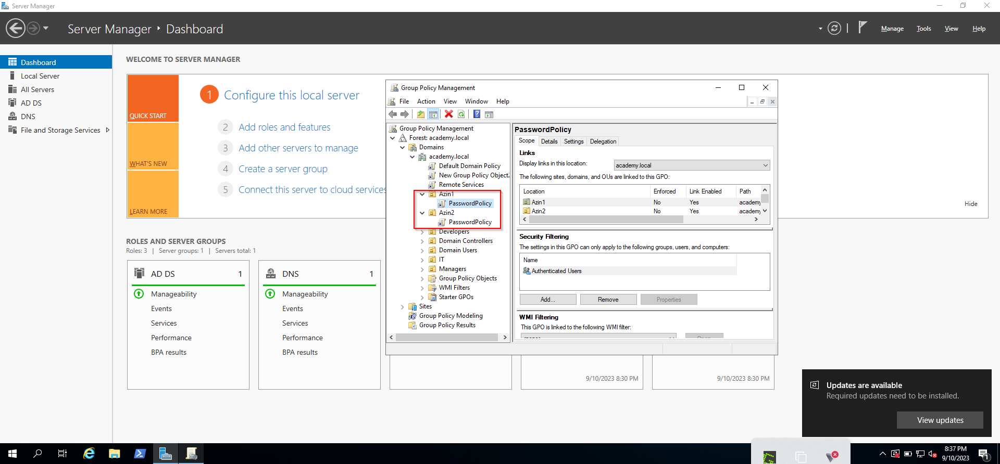 Server Manager
Server Manager ‣ Dashboard
Manage
Tools
View
Help
Dashboard
Local Server
All Servers
AD DS
DNS
File and Storage Services
WELCOME TO SERVER MANAGER
QUICK START
WHAT'S NEW
LEARN MORE
1 Configure this local server
2 Add roles and features
3 Add other servers to manage
4 Create a server group
5 Connect this server to cloud services
Hide
ROLES AND SERVER GROUPS
Roles: 3 | Server groups: 1 | Servers total: 1
AD DS 1
Manageability
Events
Services
Performance
BPA results
DNS 1
Manageability
Events
Services
Performance
BPA results
9/10/2023 8:30 PM
9/10/2023 8:30 PM
Group Policy Management
File Action View Window Help
Group Policy Management
Forest: academy.local
Domains
academy.local
Default Domain Policy
New Group Policy Object
Remote Services
Azin1
PasswordPolicy
Azin2
PasswordPolicy
Developers
Domain Controllers
Domain Users
IT
Managers
Group Policy Objects
WMI Filters
Starter GPOs
Sites
Group Policy Modeling
Group Policy Results
PasswordPolicy
Scope Details Settings Delegation
Links
Display links in this location: academy.local
The following sites, domains, and OUs are linked to this GPO:
Location Enforced Link Enabled Path
Azin1 No Yes academy
Azin2 No Yes academy
Security Filtering
The settings in this GPO can only apply to the following groups, users, and computers:
Name
Authenticated Users
Add... Remove Properties
WMI Filtering
This GPO is linked to the following WMI filter:
Updates are available
Required updates need to be installed.
View updates
8:37 PM
9/10/2023
1